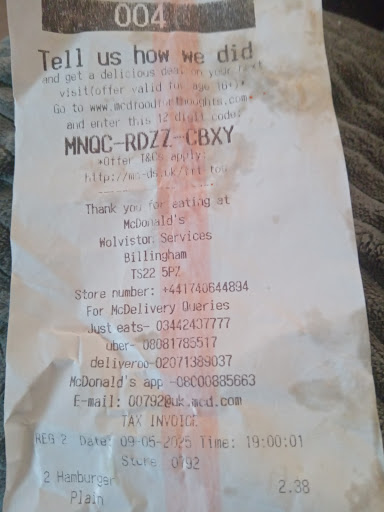 004
Tell us how we did
and get a delicious deal on your next
visit(offer valid for age 16+)*
Go to www.mcdfoodforthoughts.com*
and enter this 12 digit code:
MNQC-RDZZ-CBXY
*Offer T&Cs apply:
Thank you for eating at
McDonald's
Wolviston Services
Billingham
TS22 5PZ
Store number: +441740644894
For McDelivery Queries
Just eats- 03442437777
uber- 08081785517
deliveroo-02071389037
McDonald's app -08000885663
E-mail: 00792@uk.mcd.com
TAX INVOICE
REG 2 Date: 09-05-2025 Time: 19:00:01
Store 0792
2 Hamburger 2.38
Plain